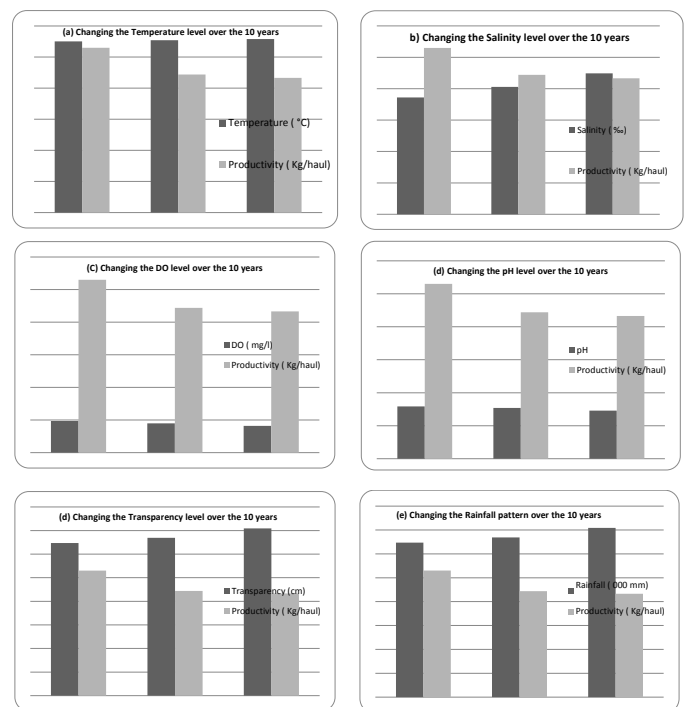 (a) Changing the Temperature level over the 10 years
Temperature ( °C)
Productivity ( Kg/haul)
b) Changing the Salinity level over the 10 years
Salinity ( ‰)
Productivity ( Kg/haul)
(C) Changing the DO level over the 10 years
DO ( mg/l)
Productivity ( Kg/haul)
(d) Changing the pH level over the 10 years
pH
Productivity ( Kg/haul)
(d) Changing the Transparency level over the 10 years
Transparency (cm)
Productivity ( Kg/haul)
(e) Changing the Rainfall pattern over the 10 years
Rainfall ( 000 mm)
Productivity ( Kg/haul)